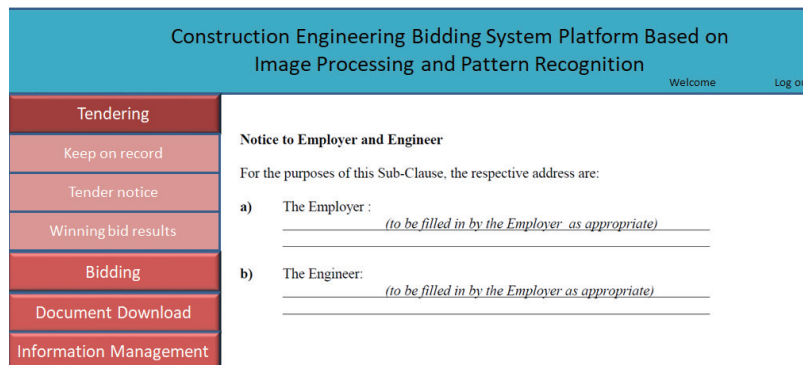 Construction Engineering Bidding System Platform Based on
Image Processing and Pattern Recognition
Welcome
Log
Tendering
Keep on record
Tender notice
Winning bid results
Bidding
Document Download
Information Management
Notice to Employer and Engineer
For the purposes of this Sub-Clause, the respective address are:
a) The Employer :
(to be filled in by the Employer as appropriate)
b) The Engineer:
(to be filled in by the Employer as appropriate)